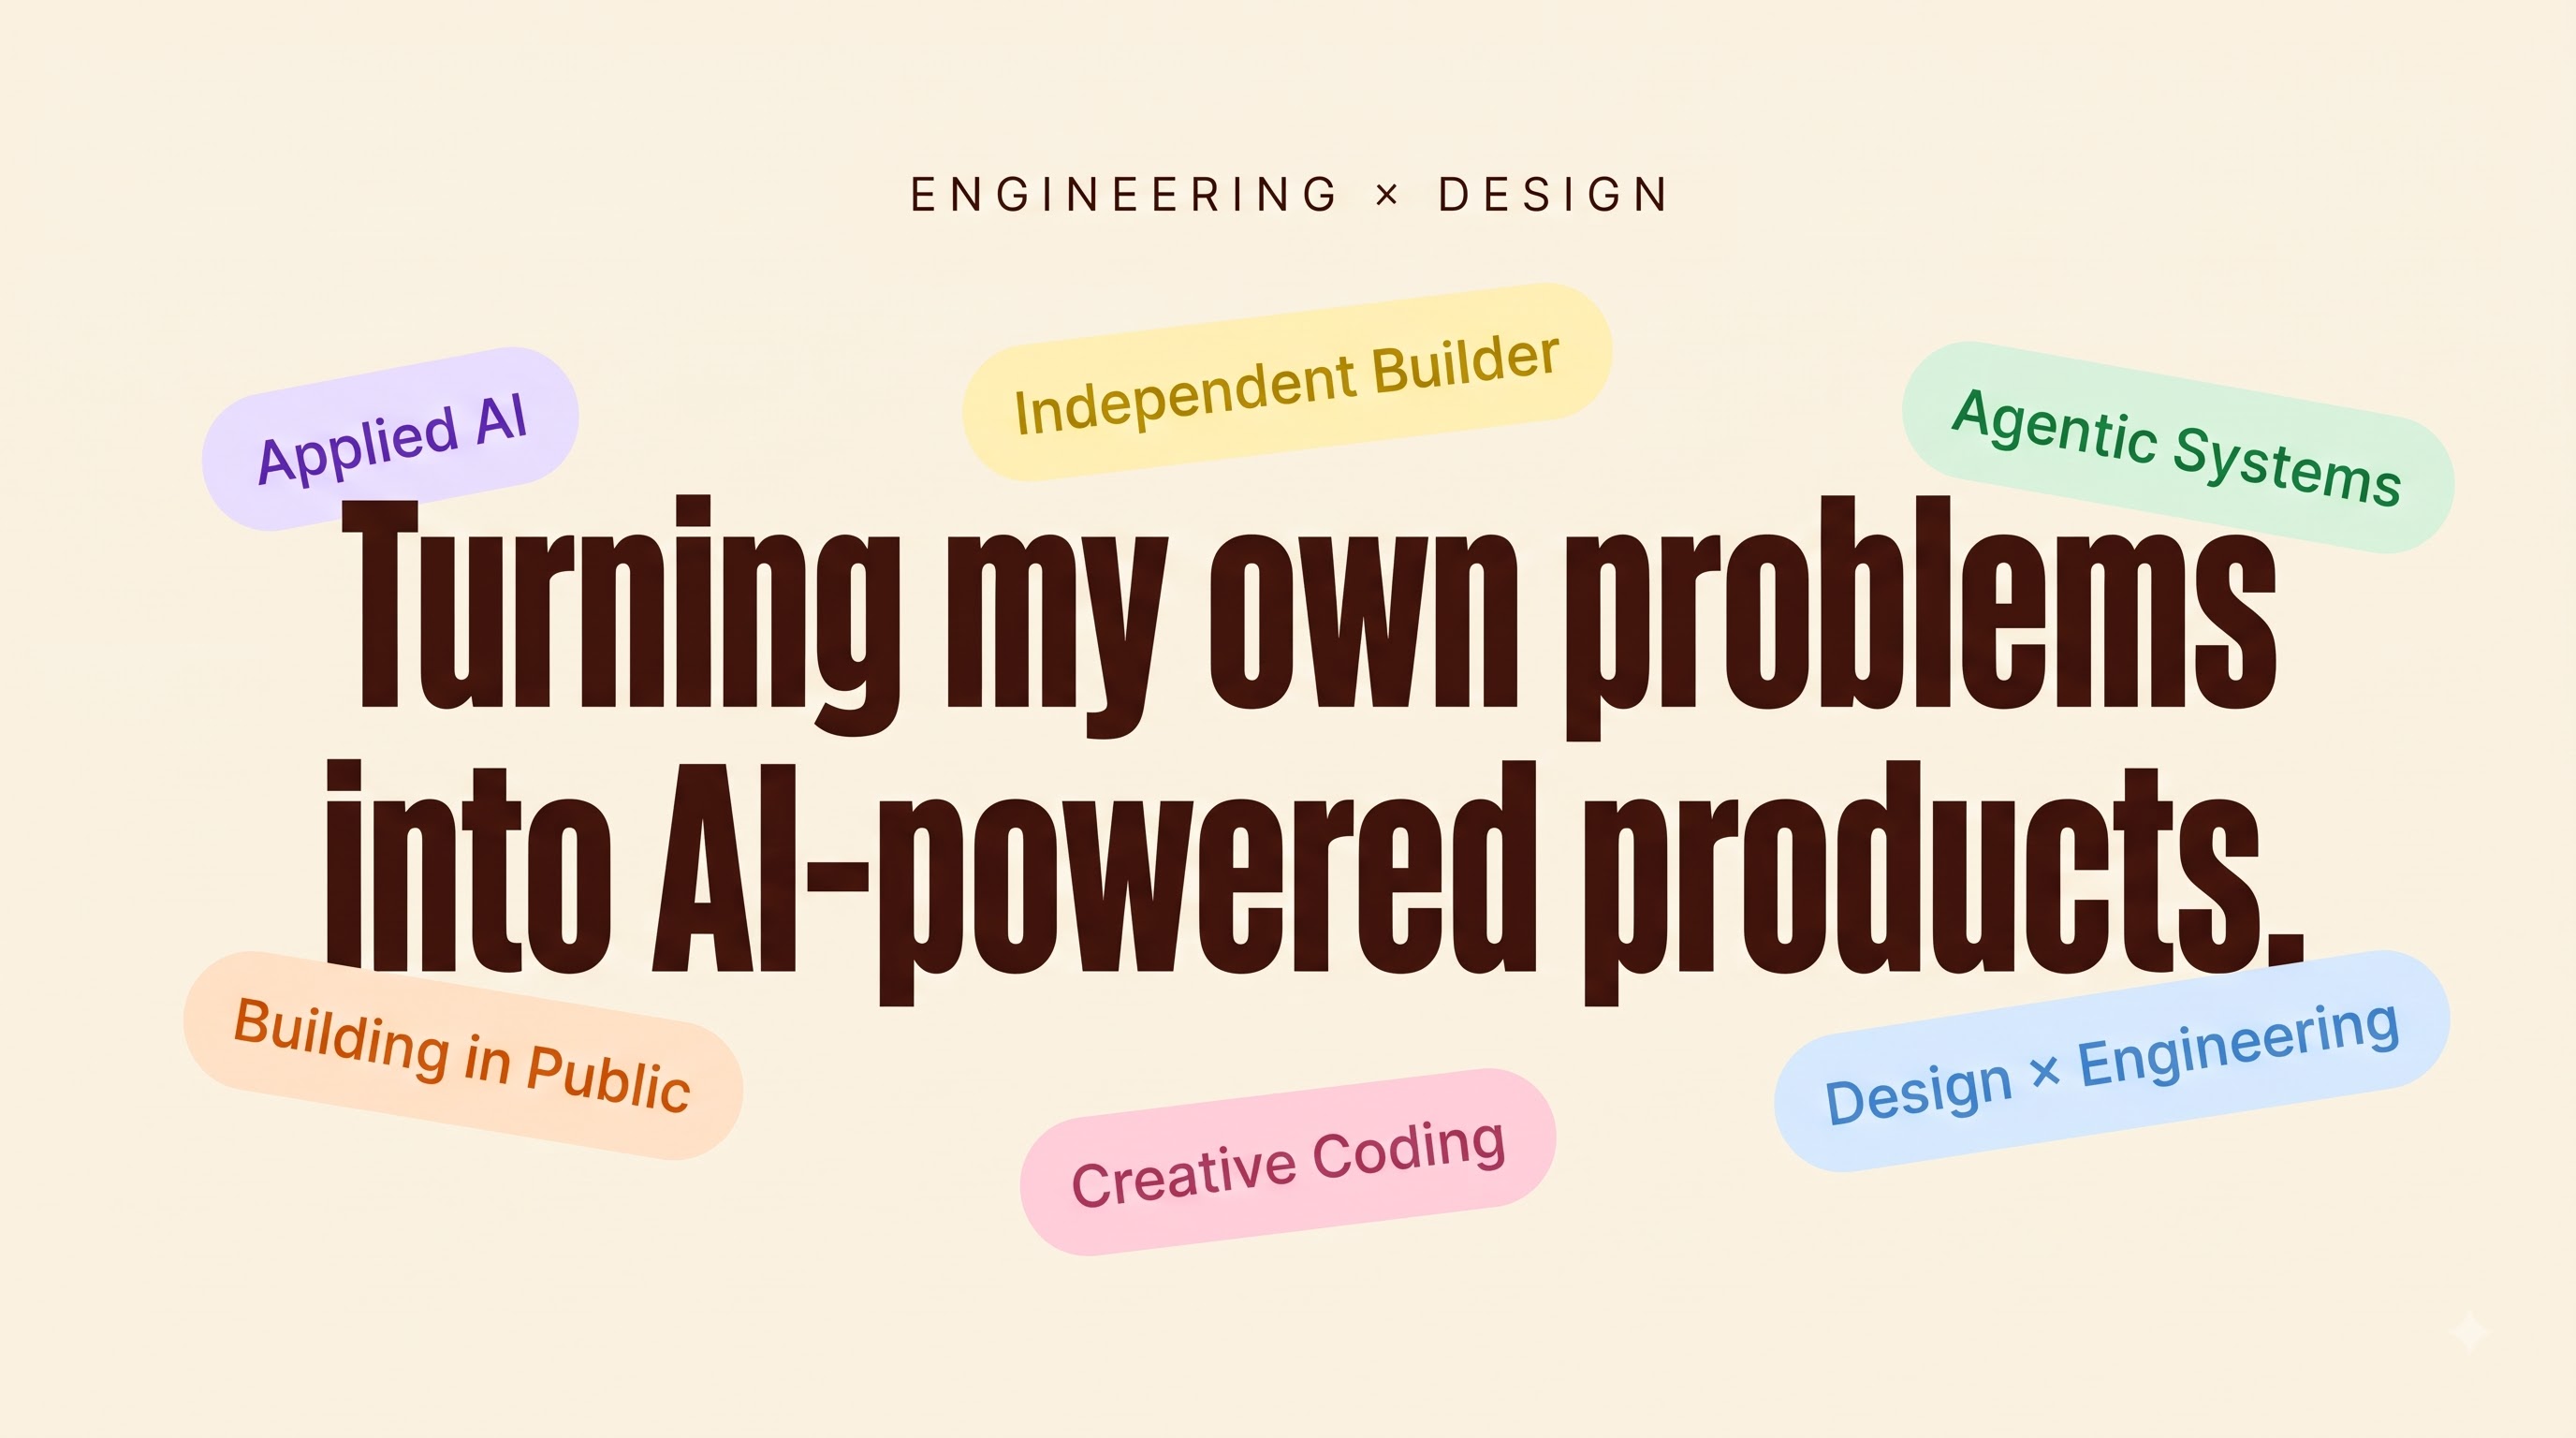 ENGINEERING × DESIGN
Applied AI
Independent Builder
Agentic Systems
Turning my own problems
into AI-powered products.
Building in Public
Creative Coding
Design × Engineering